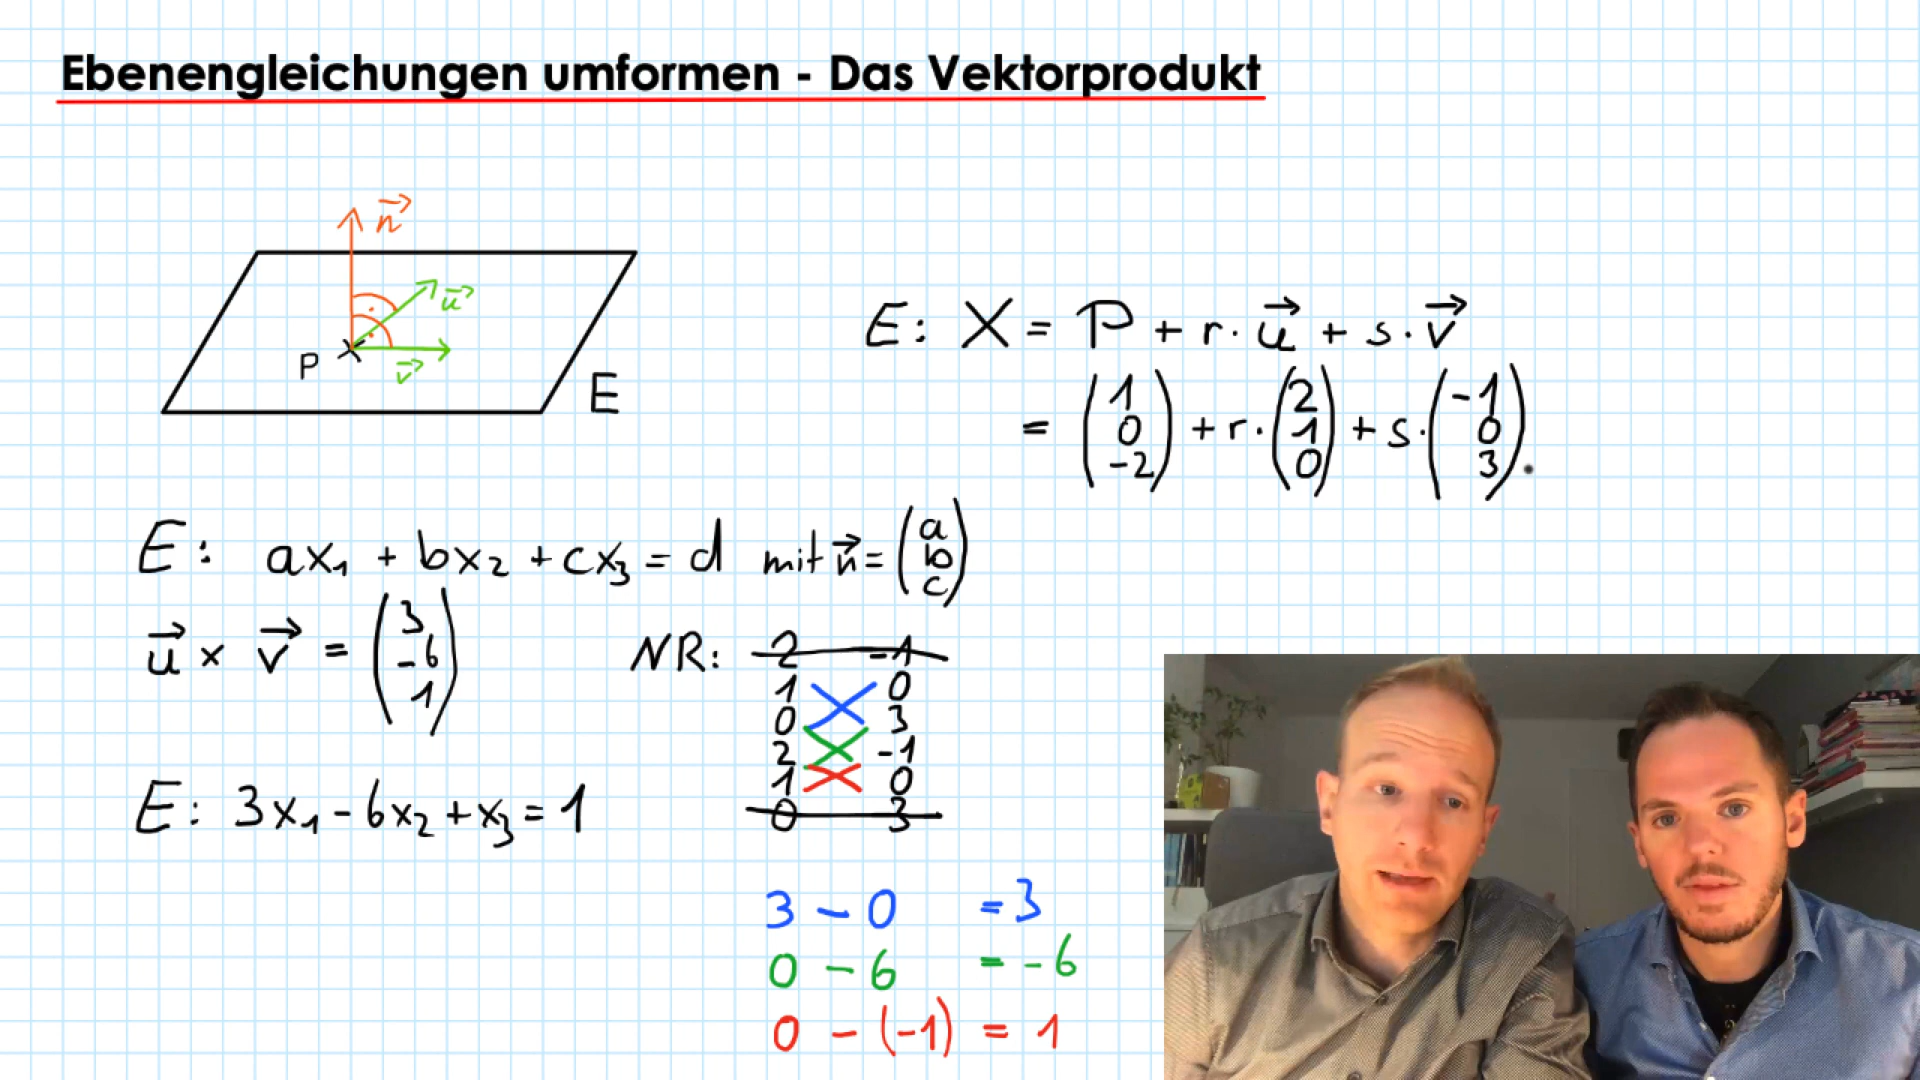 Ebenengleichungen umformen - Das Vektorprodukt
n⃗
u⃗
P
v⃗
E
E: X = P + r · u⃗ + s · v⃗
= (1 0 -2) + r · (2 1 0) + s · (-1 0 3)
E: ax₁ + bx₂ + cx₃ = d mit n⃗ = (a b c)
u⃗ × v⃗ = (3 -6 1)
NR:
2 -1
1 0
0 3
2 -1
1 0
0 3
E: 3x₁ - 6x₂ + x₃ = 1
3 - 0 = 3
0 - 6 = -6
0 - (-1) = 1